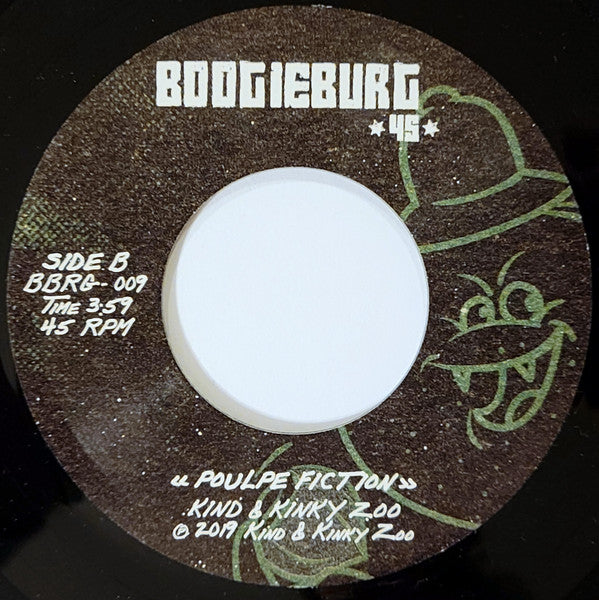 BOOGIEBURG
*45*
SIDE B
BBRG-009
TIME 3:59
45 RPM
« POULPE FICTION »
KIND & KINKY ZOO
℗ 2019 KIND & KINKY ZOO